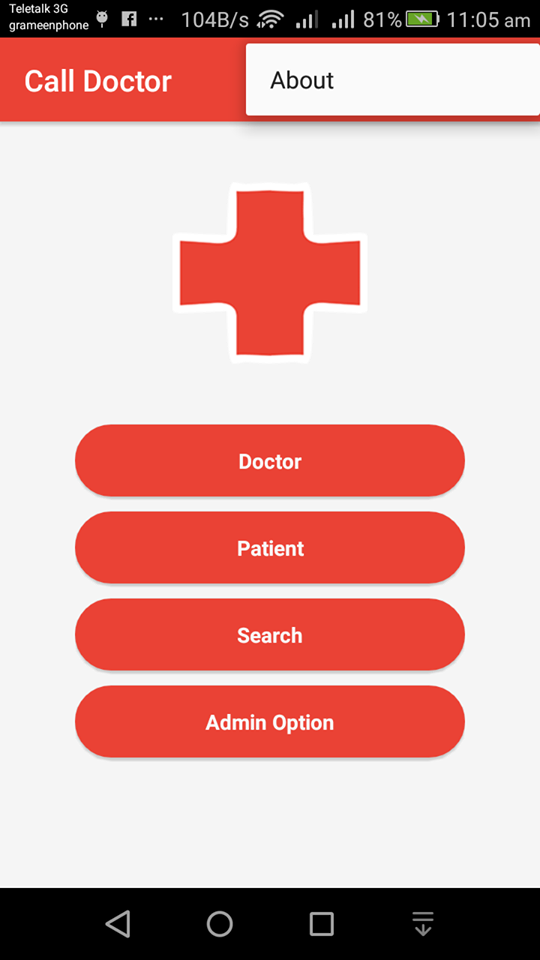 Teletalk 3G
grameenphone
104B/s
81%
11:05 am
Call Doctor
About
Doctor
Patient
Search
Admin Option